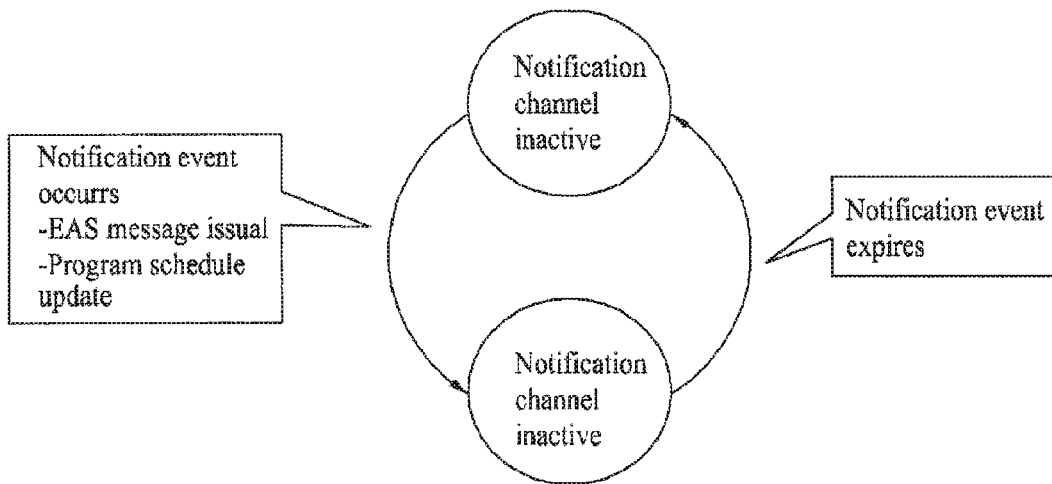 Notification
channel
inactive
Notification event
occurrs
-EAS message issual
-Program schedule
update
Notification event
expires
Notification
channel
inactive